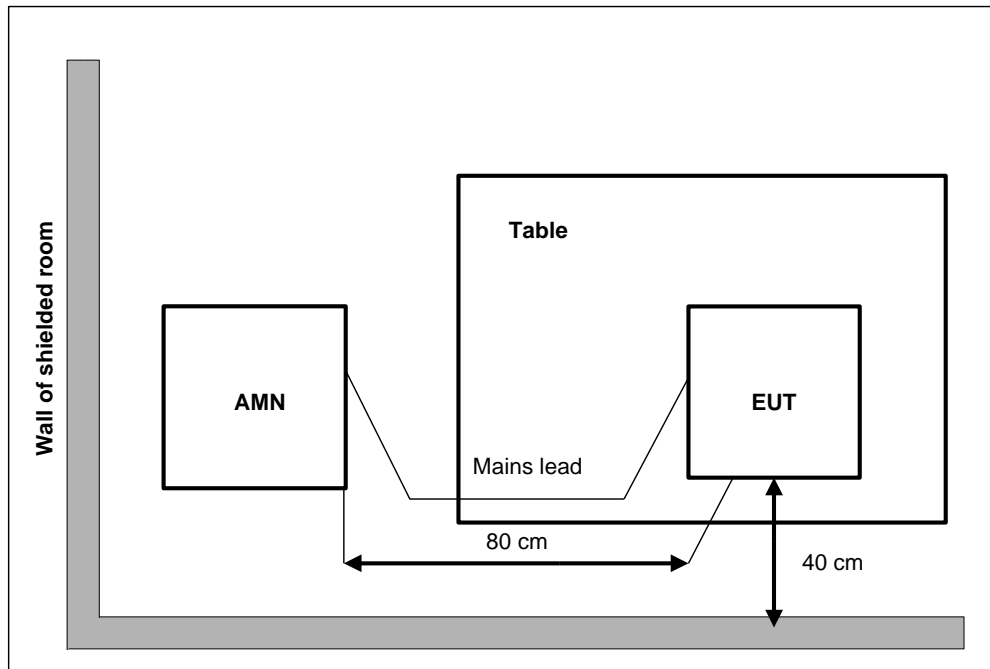 Wall of shielded room
Table
AMN
EUT
Mains lead
80 cm
40 cm